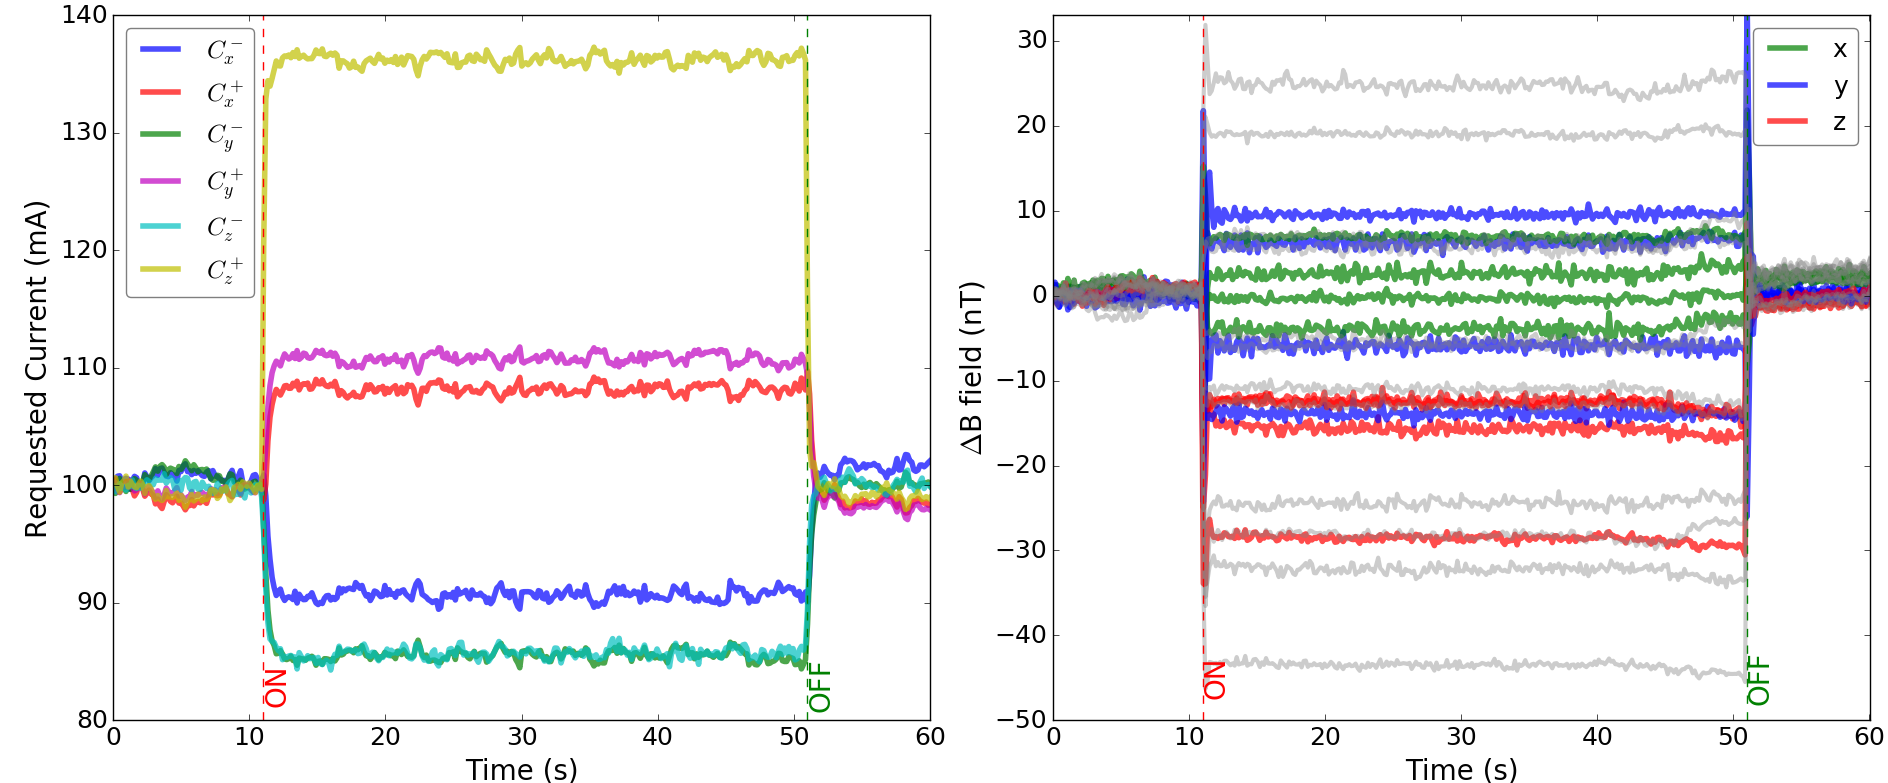 140
130
120
110
100
90
80
Requested Current (mA)
C_x^-
C_x^+
C_y^-
C_y^+
C_z^-
C_z^+
ON
OFF
0 10 20 30 40 50 60
Time (s)
30
20
10
0
−10
−20
−30
−40
−50
ΔB field (nT)
x
y
z
ON
OFF
0 10 20 30 40 50 60
Time (s)